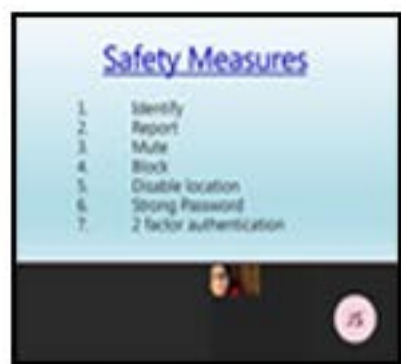 Safety Measures
1. Identify
2. Report
3. Mute
4. Block
5. Disable location
6. Strong Password
7. 2 factor authentication
JS